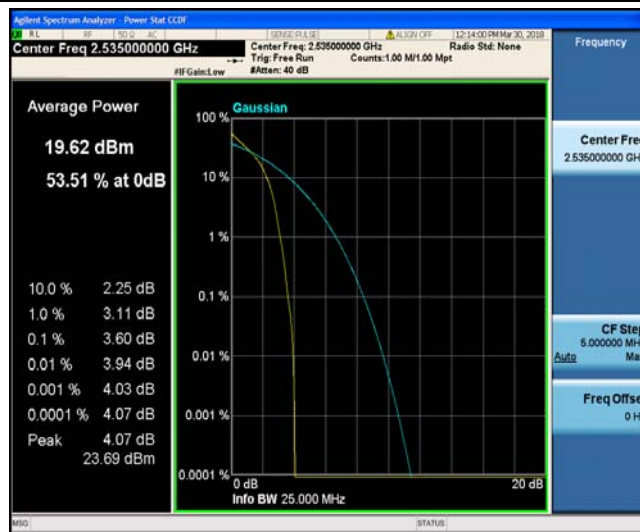 Agilent Spectrum Analyzer - Power Stat CCDF
RL RF 50 Ω AC SENSE:PULSE ALIGN OFF 12:14:00 PM Mar 30, 2018
Center Freq 2.535000000 GHz
Center Freq: 2.535000000 GHz Radio Std: None
Trig: Free Run Counts:1.00 M/1.00 Mpt
#IFGain:Low #Atten: 40 dB
Frequency
Average Power
19.62 dBm
53.51 % at 0dB
10.0 % 2.25 dB
1.0 % 3.11 dB
0.1 % 3.60 dB
0.01 % 3.94 dB
0.001 % 4.03 dB
0.0001 % 4.07 dB
Peak 4.07 dB
23.69 dBm
Gaussian
100 %
10 %
1 %
0.1 %
0.01 %
0.001 %
0.0001 %
0 dB 20 dB
Info BW 25.000 MHz
Center Fre
2.535000000 GH
CF Step
5.000000 MH
Auto Ma
Freq Offse
0 H
MSG STATUS